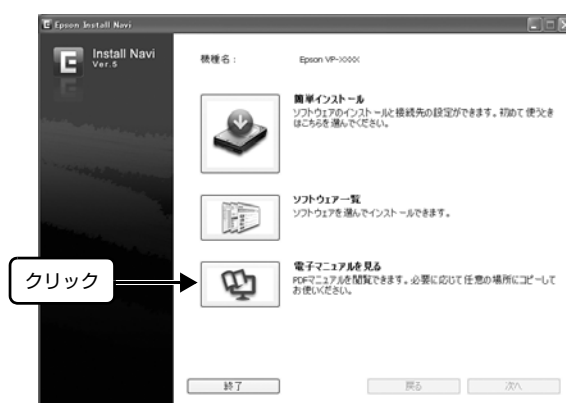 Epson Install Navi
Install Navi
Ver.5
機種名：
Epson VP-XXXX
簡単インストール
ソフトウェアのインストールと接続先の設定ができます。初めて使うとき
はこちらを選んでください。
ソフトウェア一覧
ソフトウェアを選んでインストールできます。
クリック
電子マニュアルを見る
PDFマニュアルを閲覧できます。必要に応じて任意の場所にコピーして
お使いください。
終了
戻る
次へ